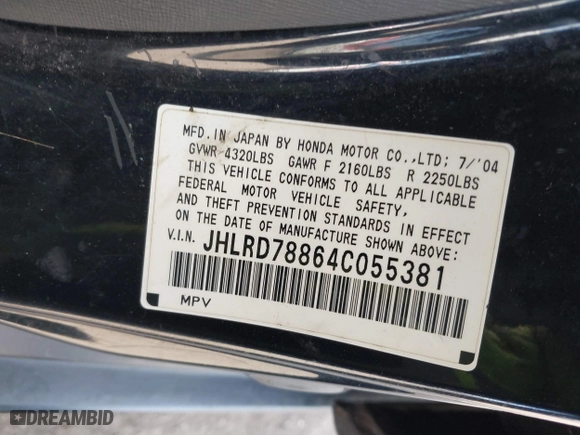 MFD. IN JAPAN BY HONDA MOTOR CO.,LTD; 7/'04
GVWR 4320LBS GAWR F 2160LBS R 2250LBS
THIS VEHICLE CONFORMS TO ALL APPLICABLE
FEDERAL MOTOR VEHICLE SAFETY,
AND THEFT PREVENTION STANDARDS IN EFFECT
ON THE DATE OF MANUFACTURE SHOWN ABOVE:
V.I.N. JHLRD78864C055381
MPV
DREAMBID